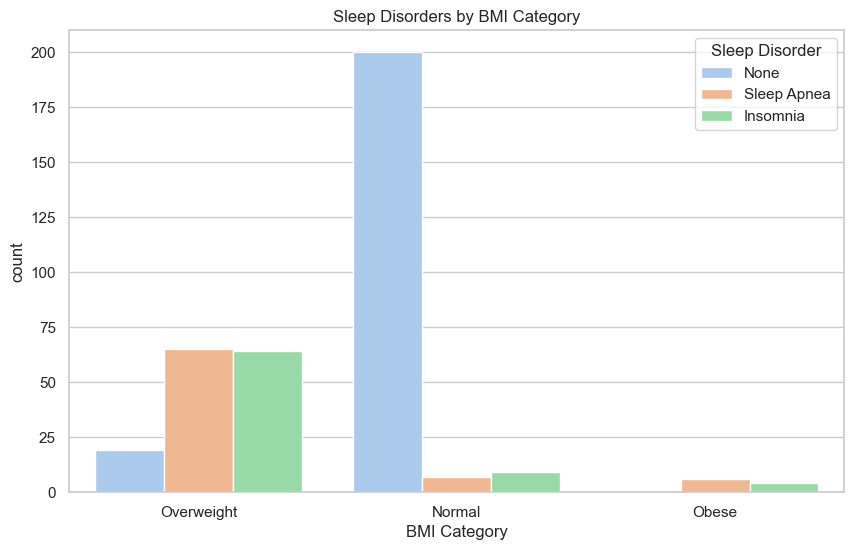 Sleep Disorders by BMI Category
Sleep Disorder
None
Sleep Apnea
Insomnia
count
200
175
150
125
100
75
50
25
0
Overweight
Normal
Obese
BMI Category